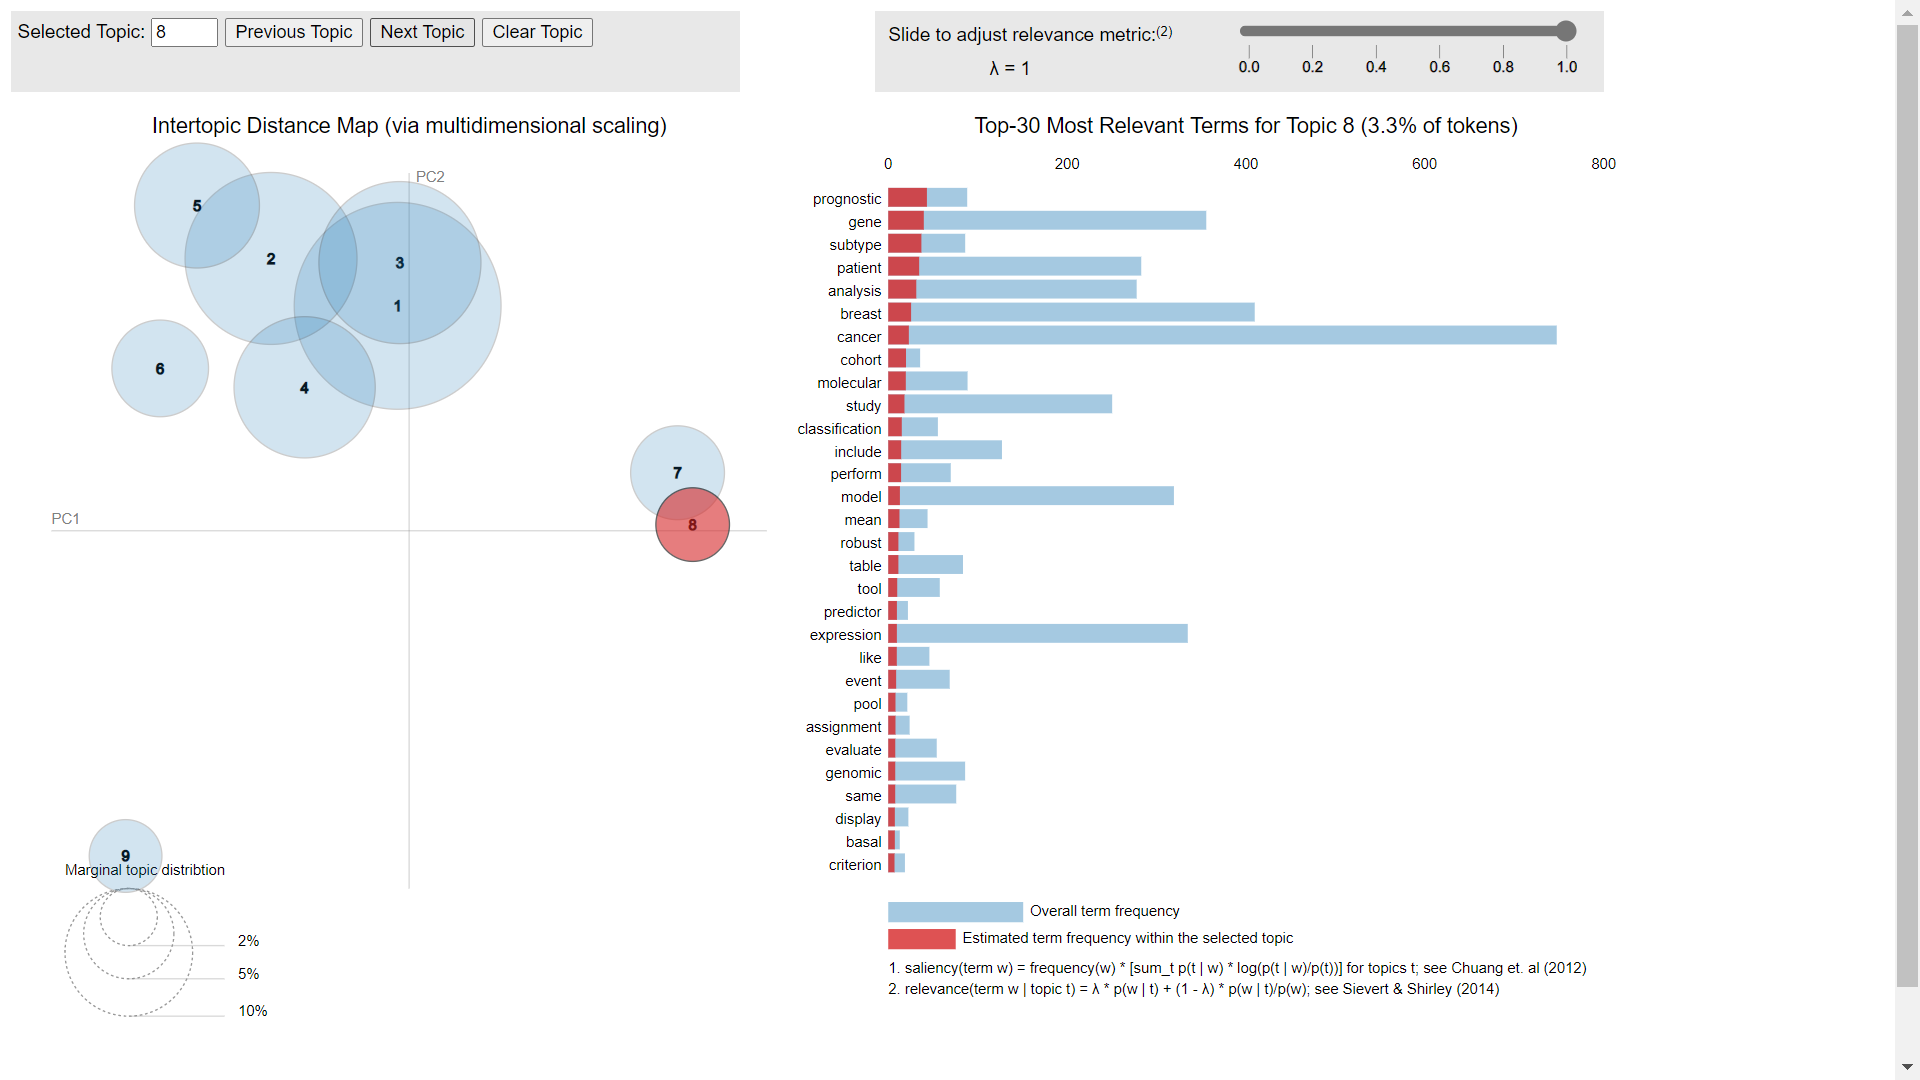 Selected Topic: 8 Previous Topic Next Topic Clear Topic
Slide to adjust relevance metric:(2)
λ = 1
0.0 0.2 0.4 0.6 0.8 1.0
Intertopic Distance Map (via multidimensional scaling)
PC2
PC1
5
2
3
1
6
4
7
8
9
Marginal topic distribtion
2%
5%
10%
Top-30 Most Relevant Terms for Topic 8 (3.3% of tokens)
0 200 400 600 800
prognostic
gene
subtype
patient
analysis
breast
cancer
cohort
molecular
study
classification
include
perform
model
mean
robust
table
tool
predictor
expression
like
event
pool
assignment
evaluate
genomic
same
display
basal
criterion
Overall term frequency
Estimated term frequency within the selected topic
1. saliency(term w) = frequency(w) * [sum_t p(t | w) * log(p(t | w)/p(t))] for topics t; see Chuang et. al (2012)
2. relevance(term w | topic t) = λ * p(w | t) + (1 - λ) * p(w | t)/p(w); see Sievert & Shirley (2014)